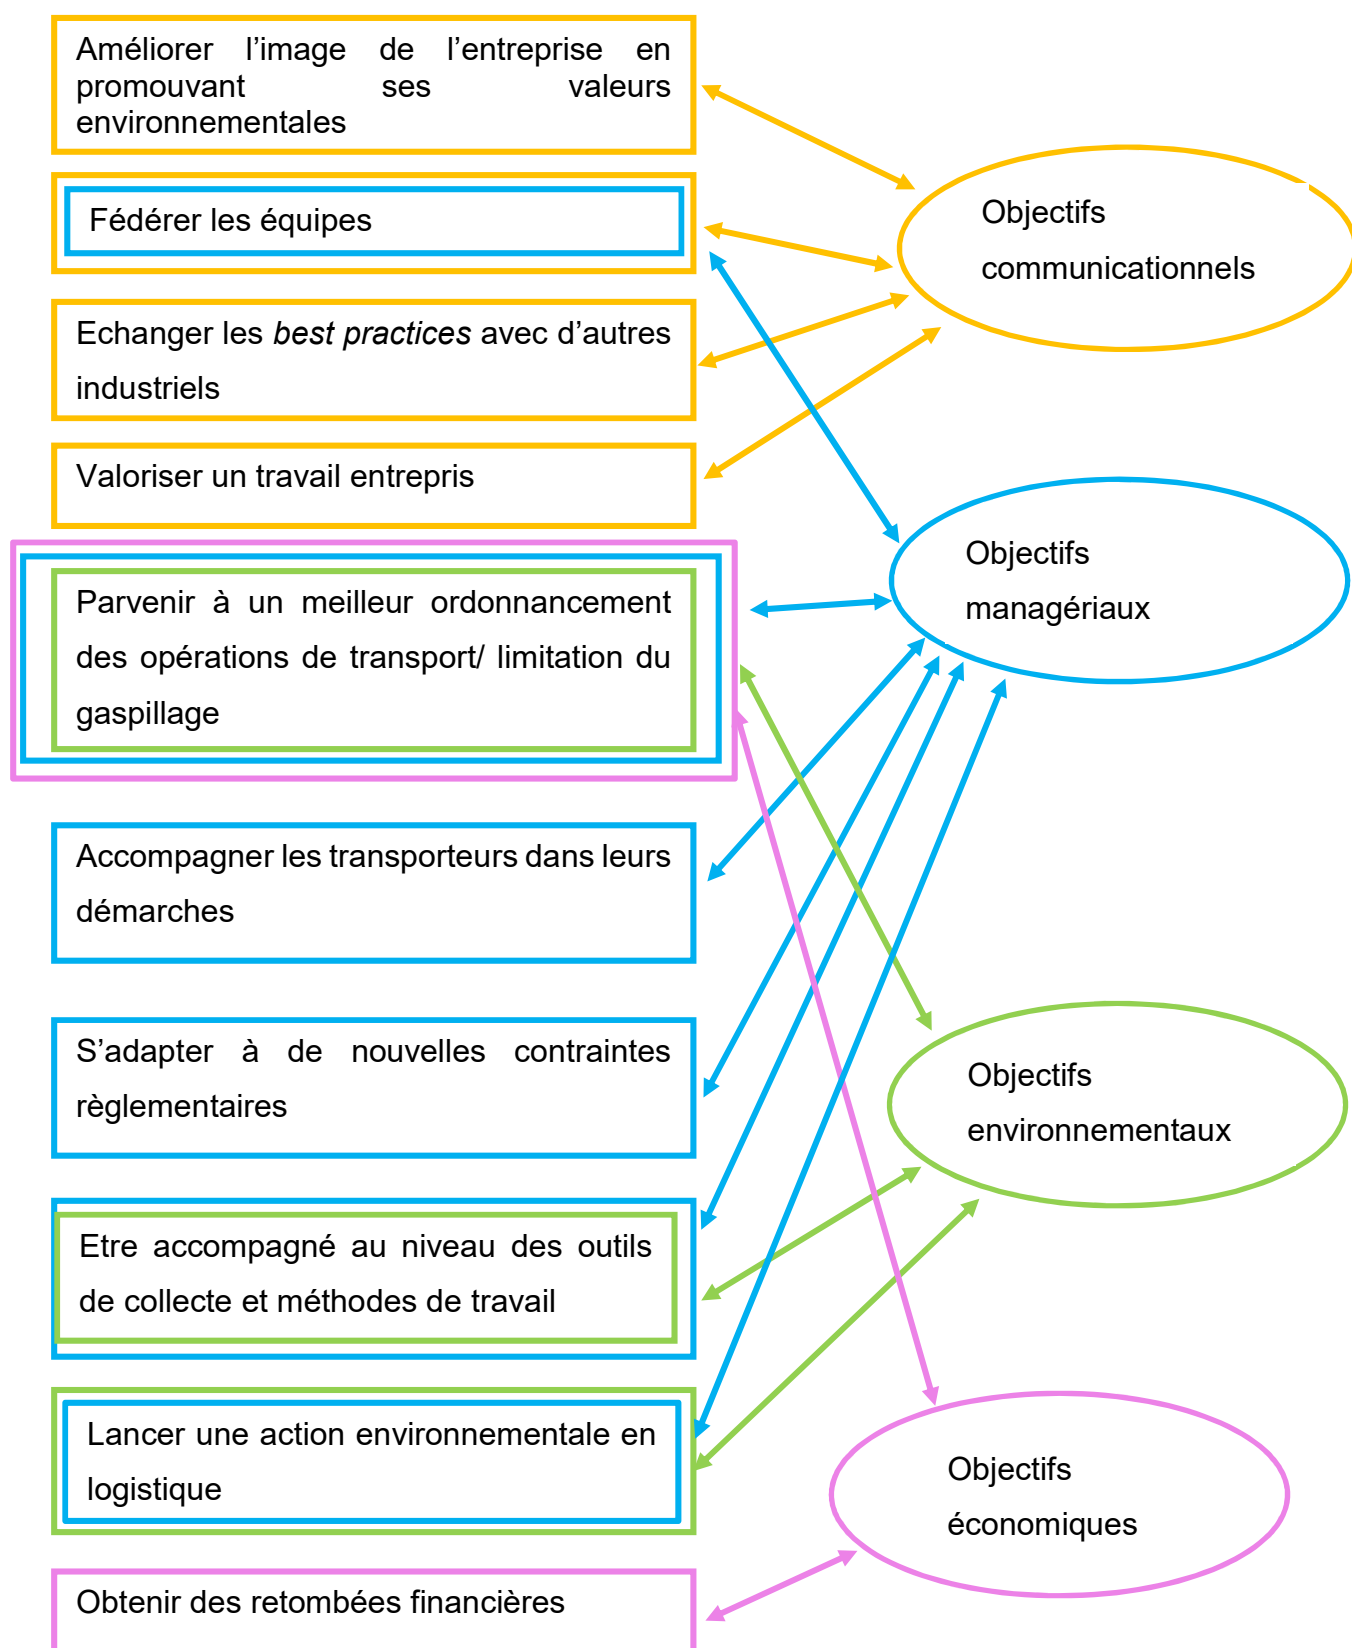 Améliorer l’image de l’entreprise en
promouvant ses valeurs
environnementales
Fédérer les équipes
Echanger les best practices avec d’autres
industriels
Valoriser un travail entrepris
Parvenir à un meilleur ordonnancement
des opérations de transport/ limitation du
gaspillage
Accompagner les transporteurs dans leurs
démarches
S’adapter à de nouvelles contraintes
règlementaires
Etre accompagné au niveau des outils
de collecte et méthodes de travail
Lancer une action environnementale en
logistique
Obtenir des retombées financières
Objectifs
communicationnels
Objectifs
managériaux
Objectifs
environnementaux
Objectifs
économiques